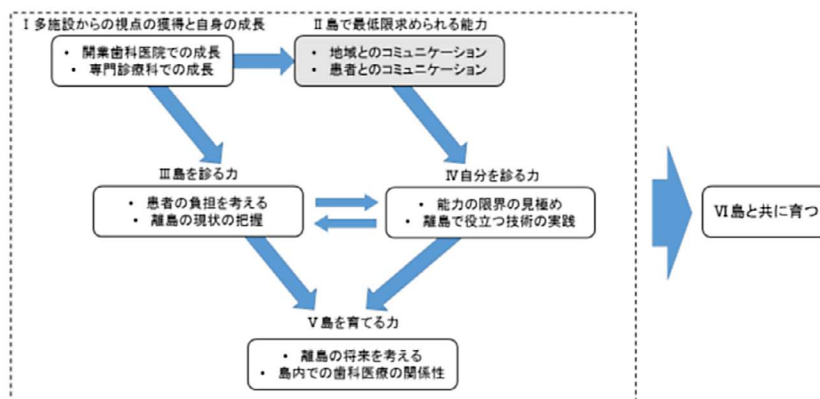 Ⅰ多施設からの視点の獲得と自身の成長
・ 開業歯科医院での成長
・ 専門診療科での成長
Ⅱ島で最低限求められる能力
・ 地域とのコミュニケーション
・ 患者とのコミュニケーション
Ⅲ島を診る力
・ 患者の負担を考える
・ 離島の現状の把握
Ⅳ自分を診る力
・ 能力の限界の見極め
・ 離島で役立つ技術の実践
Ⅴ島を育てる力
・ 離島の将来を考える
・ 島内での歯科医療の関係性
Ⅵ島と共に育つ